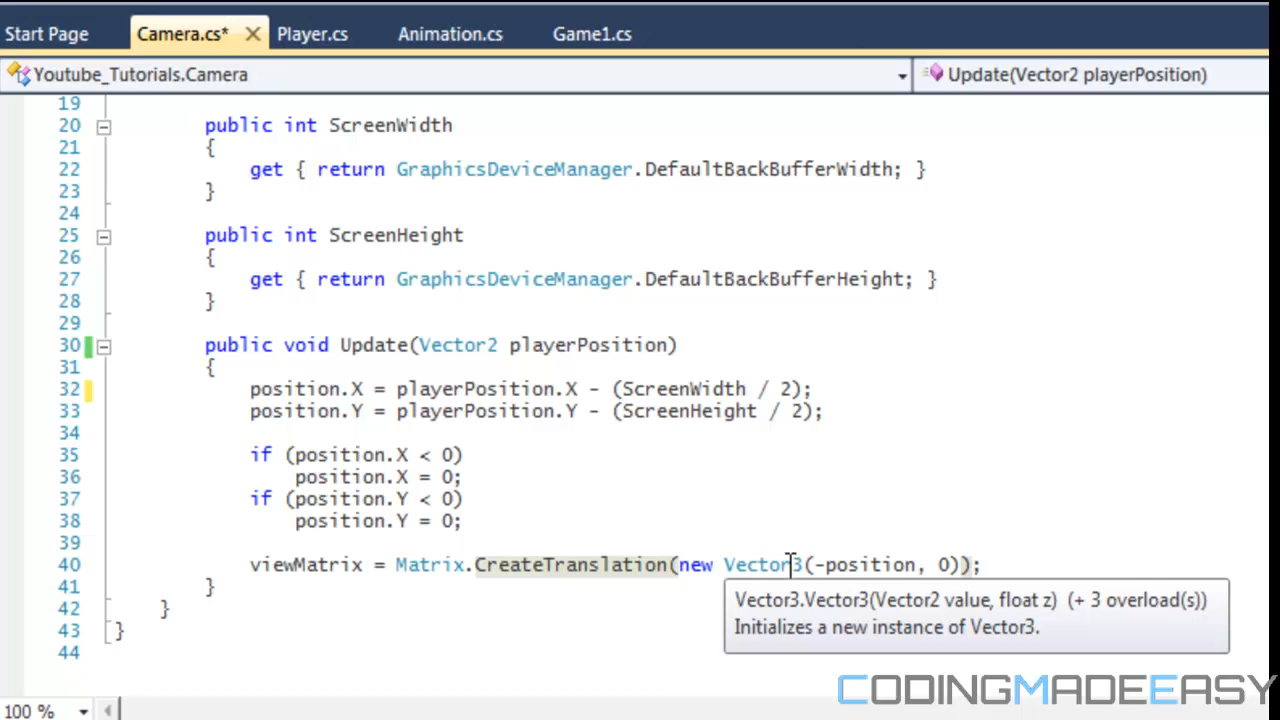 Start Page Camera.cs* Player.cs Animation.cs Game1.cs
Youtube_Tutorials.Camera Update(Vector2 playerPosition)
19
20 public int ScreenWidth
21 {
22 get { return GraphicsDeviceManager.DefaultBackBufferWidth; }
23 }
24
25 public int ScreenHeight
26 {
27 get { return GraphicsDeviceManager.DefaultBackBufferHeight; }
28 }
29
30 public void Update(Vector2 playerPosition)
31 {
32 position.X = playerPosition.X - (ScreenWidth / 2);
33 position.Y = playerPosition.Y - (ScreenHeight / 2);
34
35 if (position.X < 0)
36 position.X = 0;
37 if (position.Y < 0)
38 position.Y = 0;
39
40 viewMatrix = Matrix.CreateTranslation(new Vector3(-position, 0));
41 }
Vector3.Vector3(Vector2 value, float z) (+ 3 overload(s))
Initializes a new instance of Vector3.
42 }
43 }
44
CODINGMADEEASY
100 %